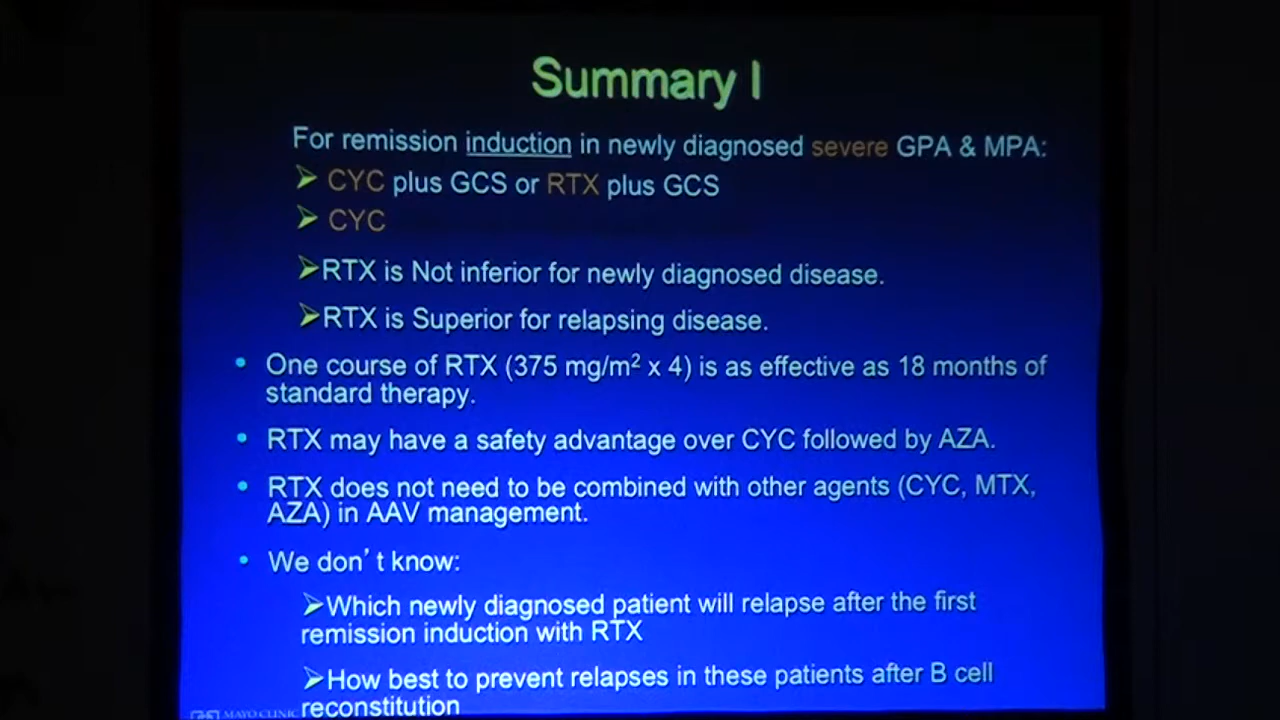 Summary I
For remission induction in newly diagnosed severe GPA & MPA:
➢ CYC plus GCS or RTX plus GCS
➢ CYC
➢RTX is Not inferior for newly diagnosed disease.
➢RTX is Superior for relapsing disease.
• One course of RTX (375 mg/m² x 4) is as effective as 18 months of
standard therapy.
• RTX may have a safety advantage over CYC followed by AZA.
• RTX does not need to be combined with other agents (CYC, MTX,
AZA) in AAV management.
• We don’t know:
➢Which newly diagnosed patient will relapse after the first
remission induction with RTX
➢How best to prevent relapses in these patients after B cell
reconstitution
MAYO CLINIC